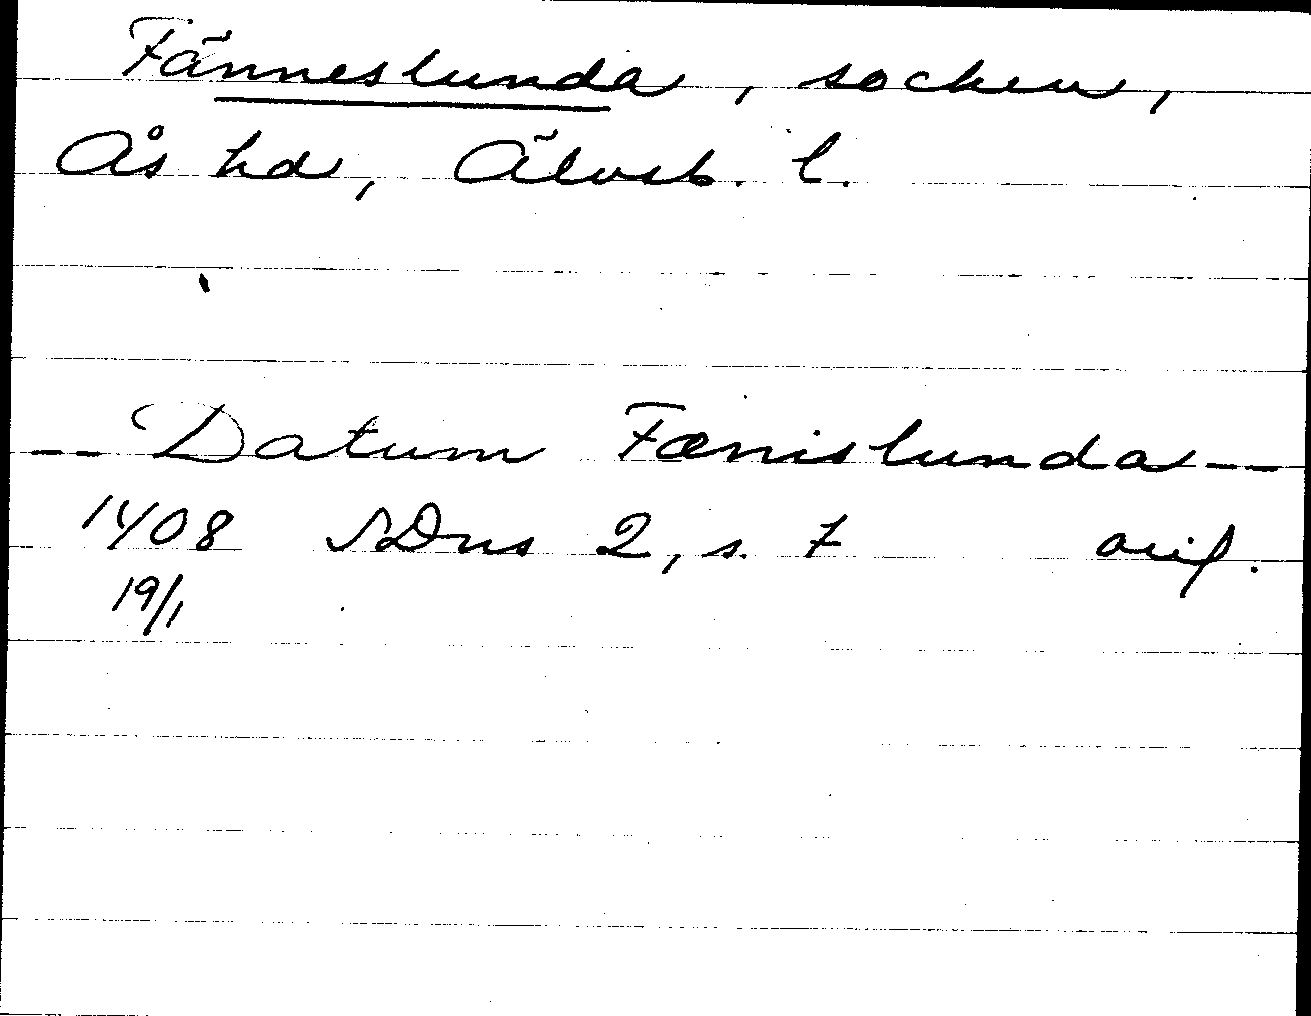 Fänneslunda, socken,
Ås hd, Älvsb. l.
-- Datum Fænislunda --
1408 SDns 2, s. 7 orig.
19/1